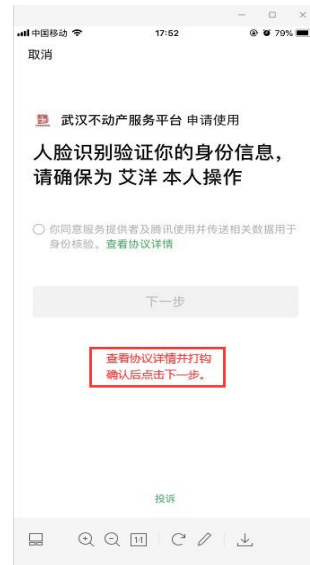 中国移动 17:52 79%
取消
武汉不动产服务平台 申请使用
人脸识别验证你的身份信息，
请确保为 艾洋 本人操作
你同意服务提供者及腾讯使用并传送相关数据用于
身份核验。查看协议详情
下一步
查看协议详情并打钩
确认后点击下一步。
投诉
1:1